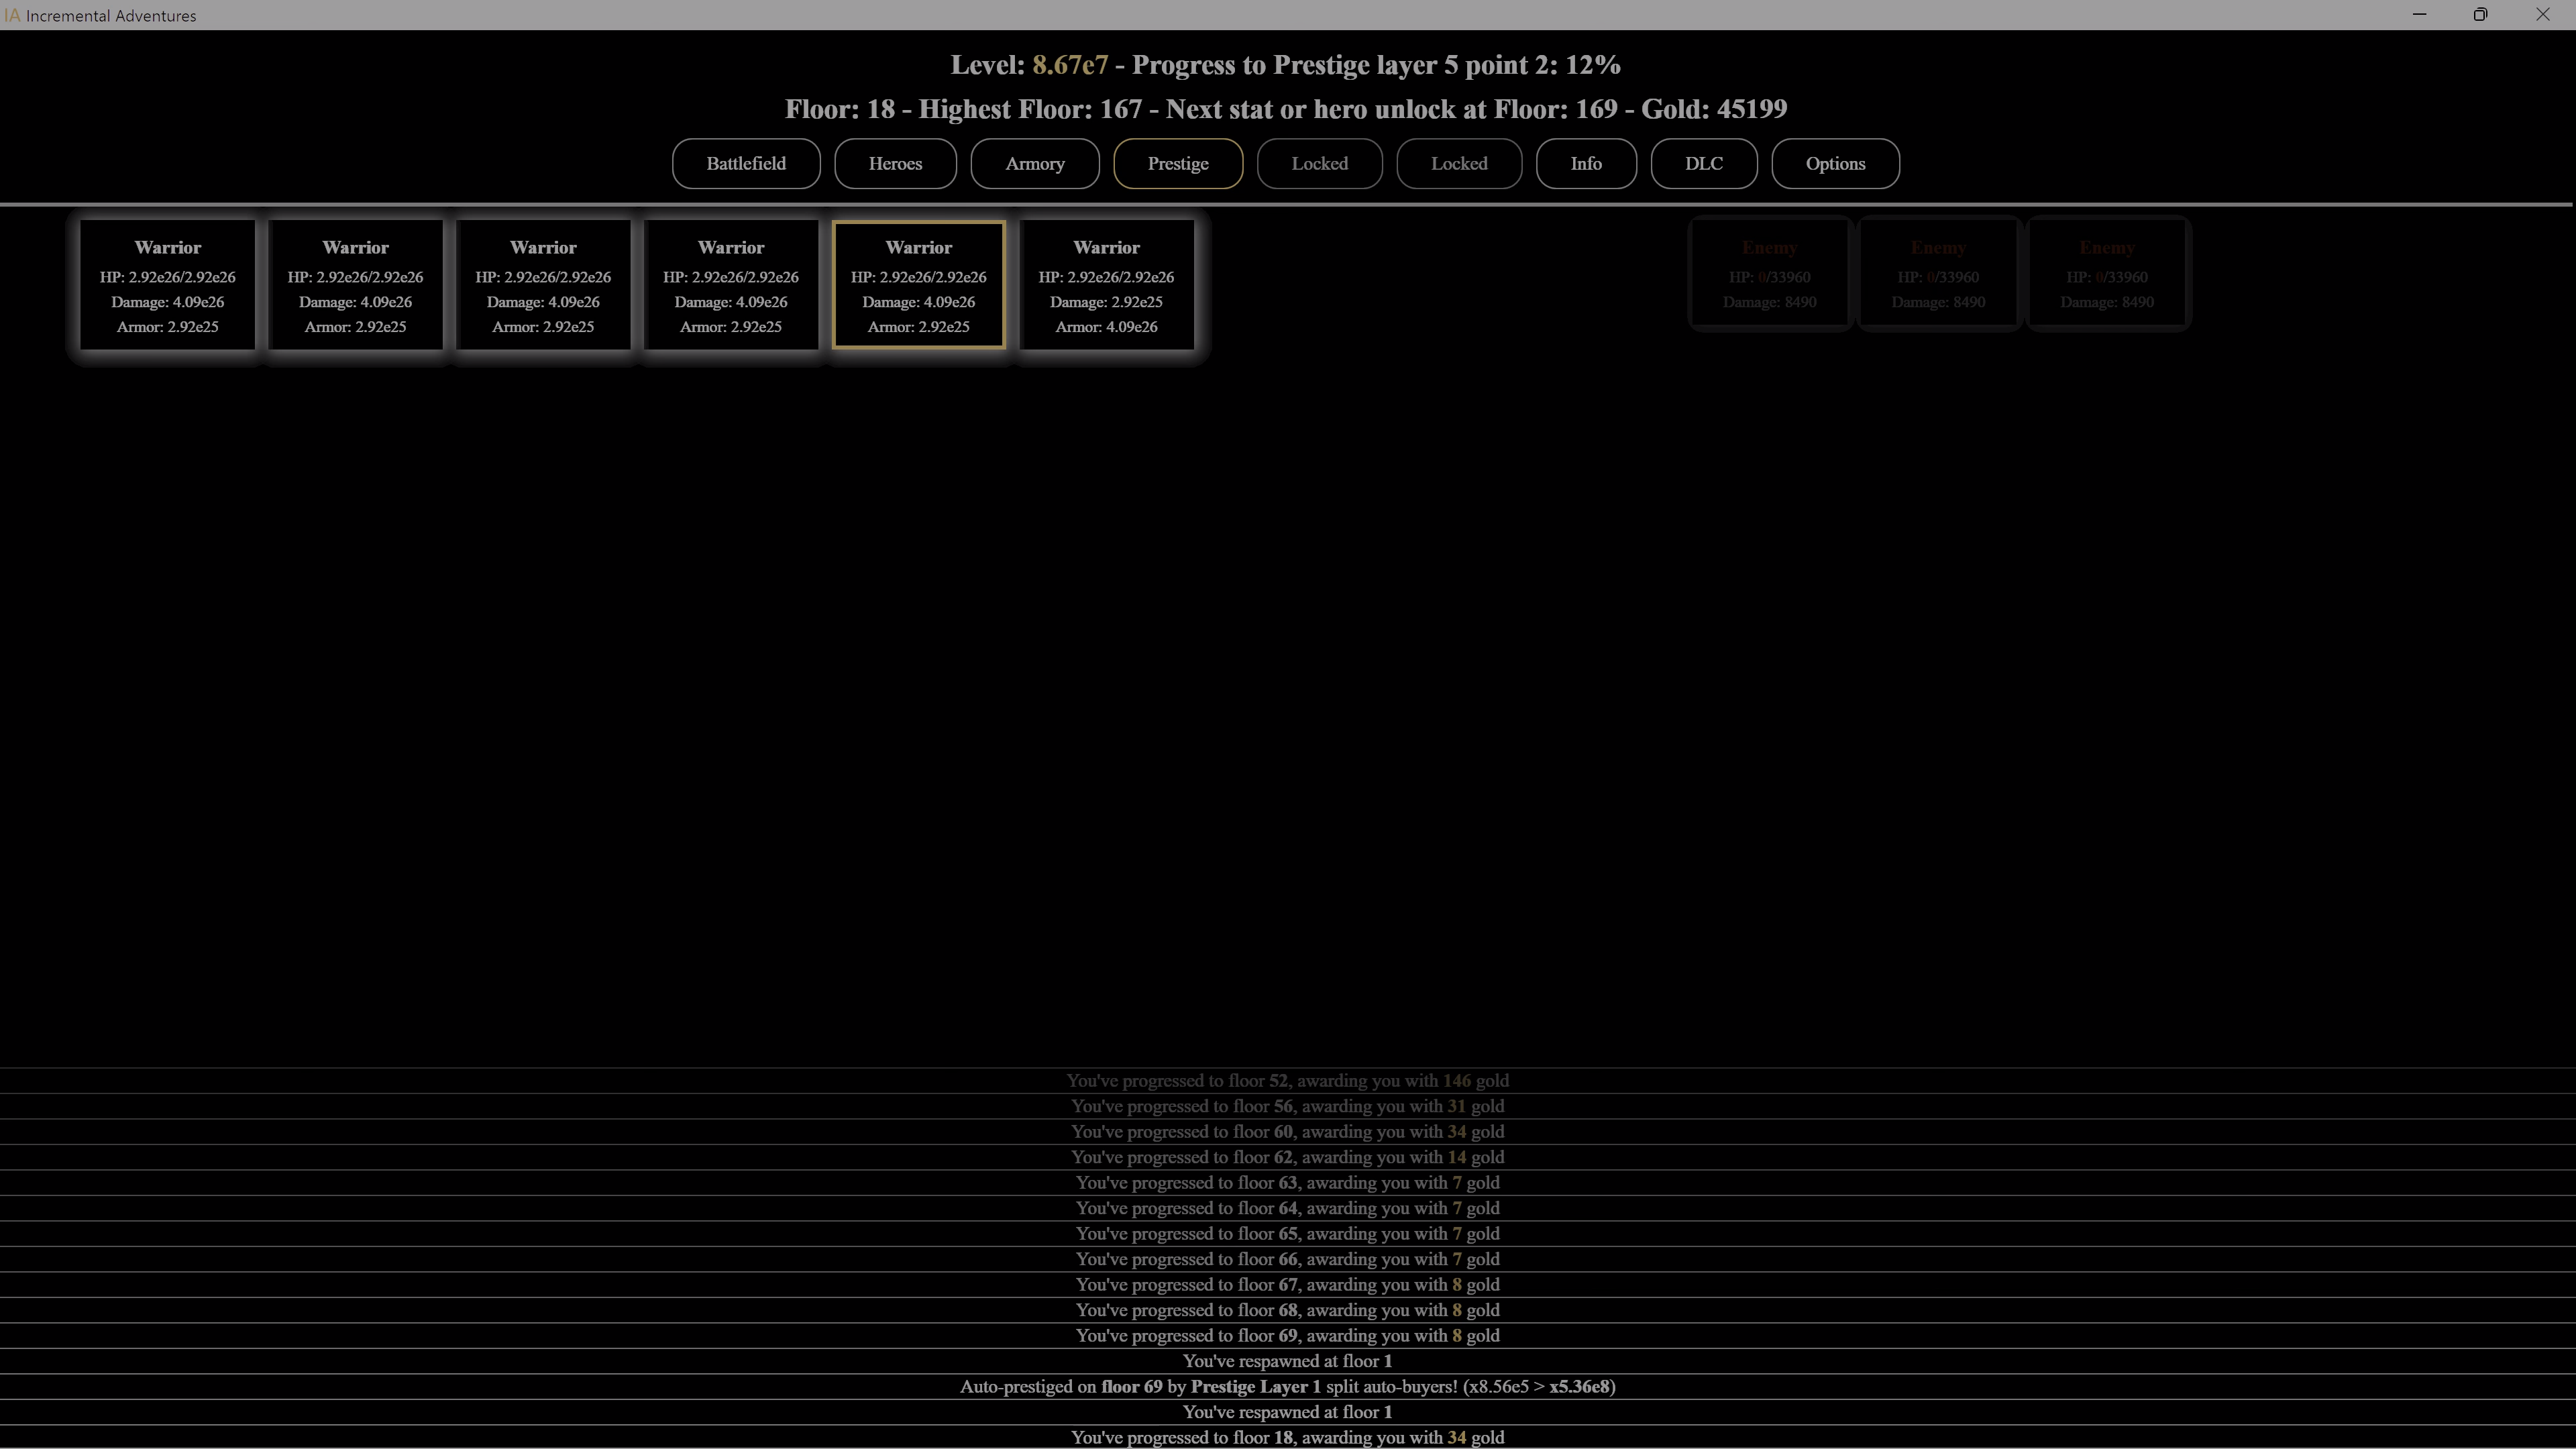 IA Incremental Adventures
Level: 8.67e7 - Progress to Prestige layer 5 point 2: 12%
Floor: 18 - Highest Floor: 167 - Next stat or hero unlock at Floor: 169 - Gold: 45199
Battlefield Heroes Armory Prestige Locked Locked Info DLC Options
Warrior Warrior Warrior Warrior Warrior Warrior Enemy Enemy Enemy
HP: 2.92e26/2.92e26 HP: 2.92e26/2.92e26 HP: 2.92e26/2.92e26 HP: 2.92e26/2.92e26 HP: 2.92e26/2.92e26 HP: 2.92e26/2.92e26 HP: 0/33960 HP: 0/33960 HP: 0/33960
Damage: 4.09e26 Damage: 4.09e26 Damage: 4.09e26 Damage: 4.09e26 Damage: 4.09e26 Damage: 2.92e25 Damage: 8490 Damage: 8490 Damage: 8490
Armor: 2.92e25 Armor: 2.92e25 Armor: 2.92e25 Armor: 2.92e25 Armor: 2.92e25 Armor: 4.09e26
You've progressed to floor 52, awarding you with 146 gold
You've progressed to floor 56, awarding you with 31 gold
You've progressed to floor 60, awarding you with 34 gold
You've progressed to floor 62, awarding you with 14 gold
You've progressed to floor 63, awarding you with 7 gold
You've progressed to floor 64, awarding you with 7 gold
You've progressed to floor 65, awarding you with 7 gold
You've progressed to floor 66, awarding you with 7 gold
You've progressed to floor 67, awarding you with 8 gold
You've progressed to floor 68, awarding you with 8 gold
You've progressed to floor 69, awarding you with 8 gold
You've respawned at floor 1
Auto-prestiged on floor 69 by Prestige Layer 1 split auto-buyers! (x8.56e5 > x5.36e8)
You've respawned at floor 1
You've progressed to floor 18, awarding you with 34 gold